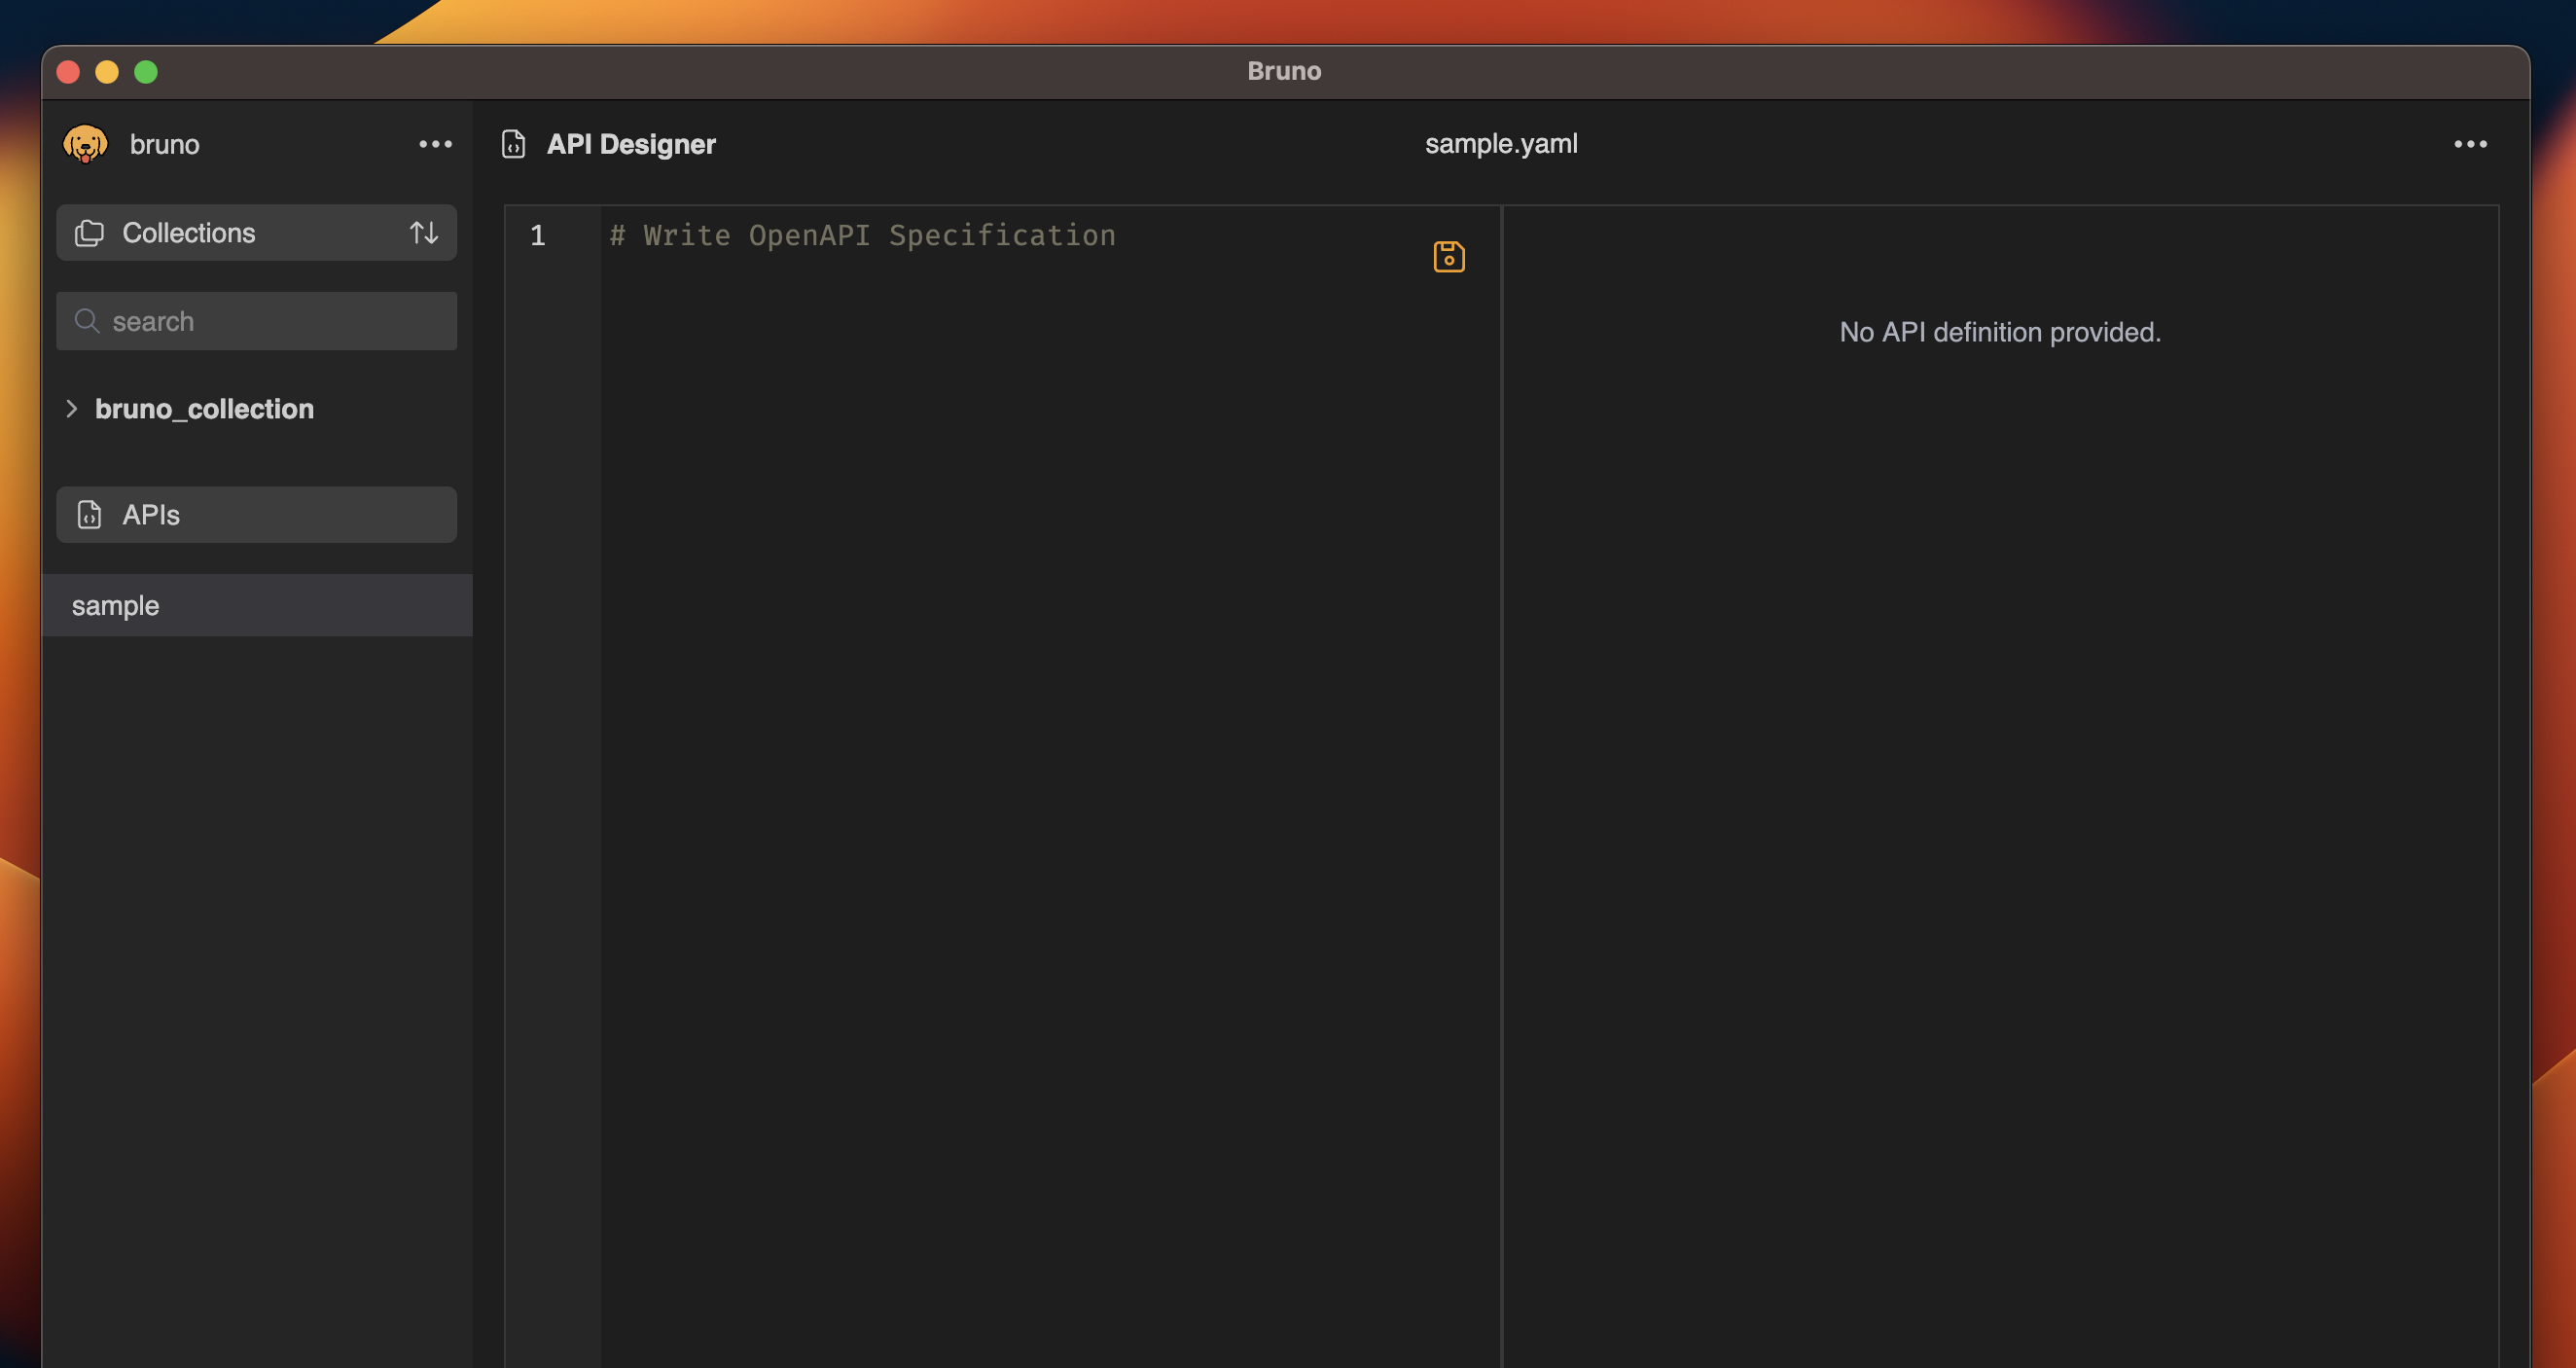 Bruno
bruno
API Designer
sample.yaml
Collections
search
bruno_collection
APIs
sample
1 # Write OpenAPI Specification
No API definition provided.